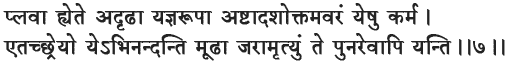 प्लवा ह्येते अदृढा यज्ञरूपा अष्टादशोक्तमवरं येषु कर्म ।
एतच्छ्रेयो येऽभिनन्दन्ति मूढा जरामृत्युं ते पुनरेवापि यन्ति ।।७।।